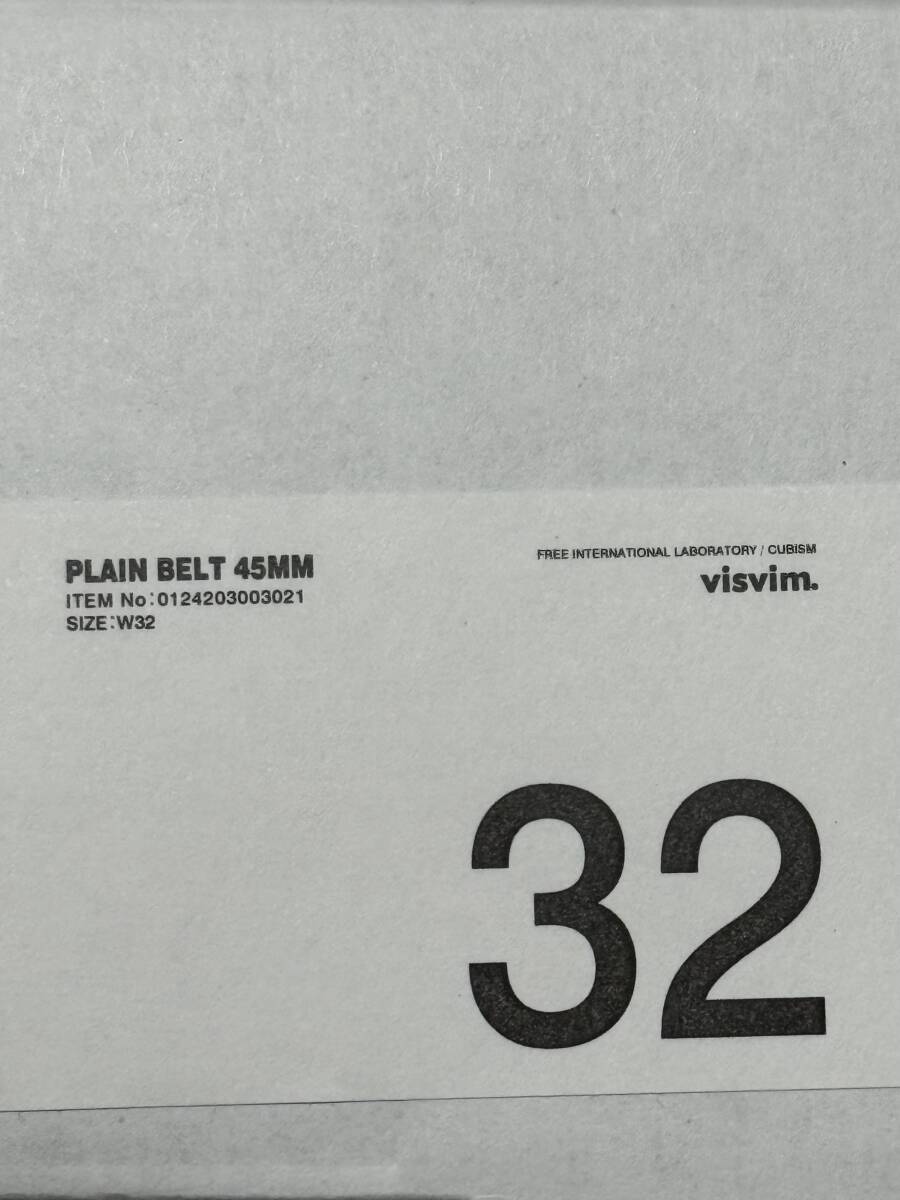 PLAIN BELT 45MM
ITEM No:0124203003021
SIZE:W32
FREE INTERNATIONAL LABORATORY / CUBISM
visvim.
32